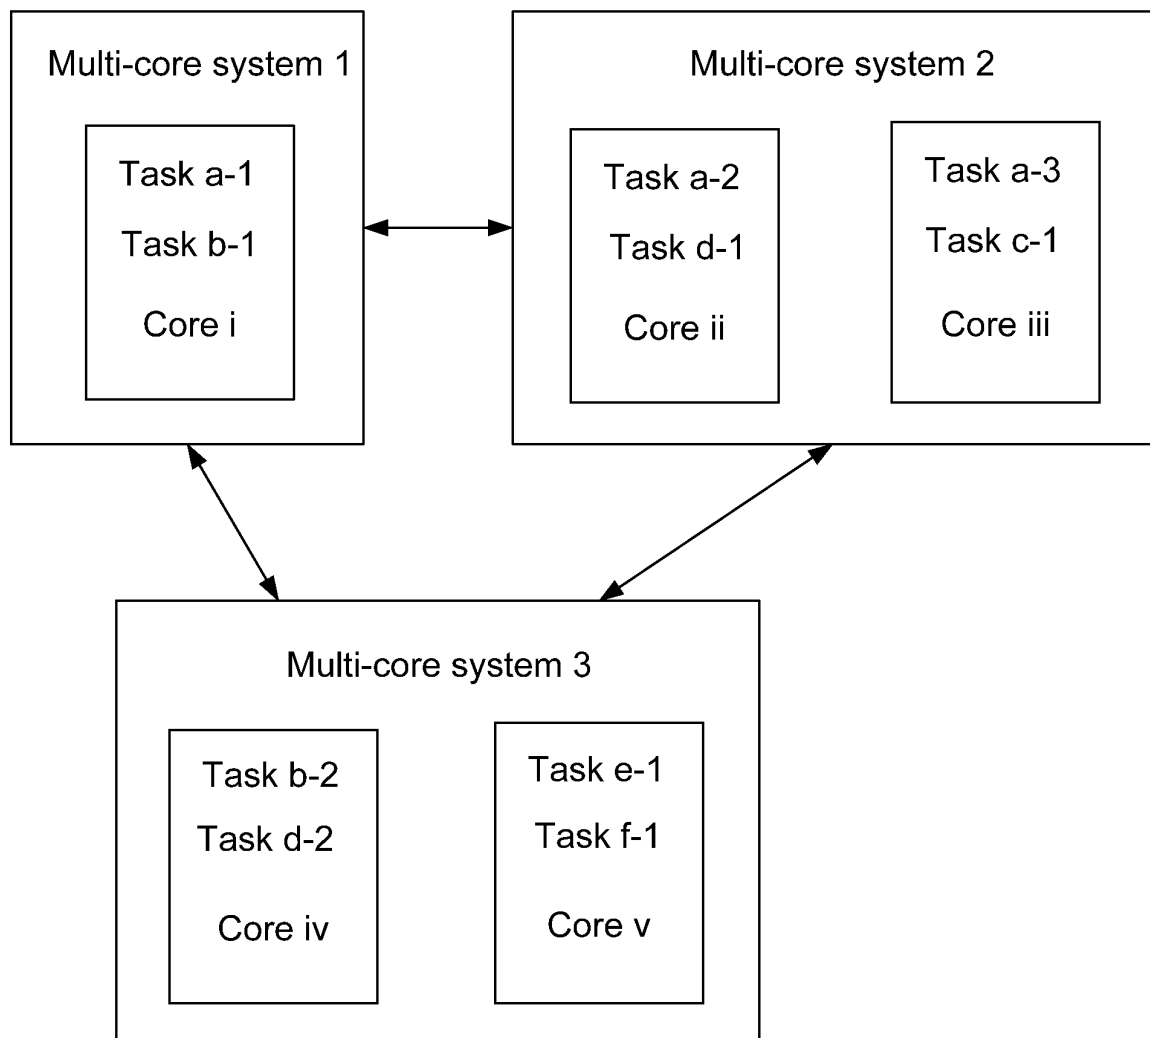 Multi-core system 1
Task a-1
Task b-1
Core i
Multi-core system 2
Task a-2
Task d-1
Core ii
Task a-3
Task c-1
Core iii
Multi-core system 3
Task b-2
Task d-2
Core iv
Task e-1
Task f-1
Core v